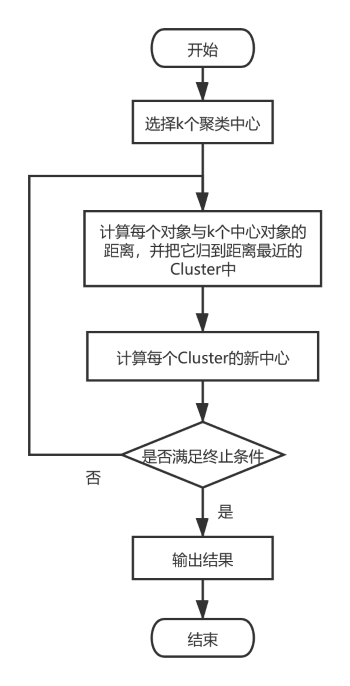 开始
选择k个聚类中心
计算每个对象与k个中心对象的
距离，并把它归到距离最近的
Cluster中
计算每个Cluster的新中心
是否满足终止条件
否
是
输出结果
结束